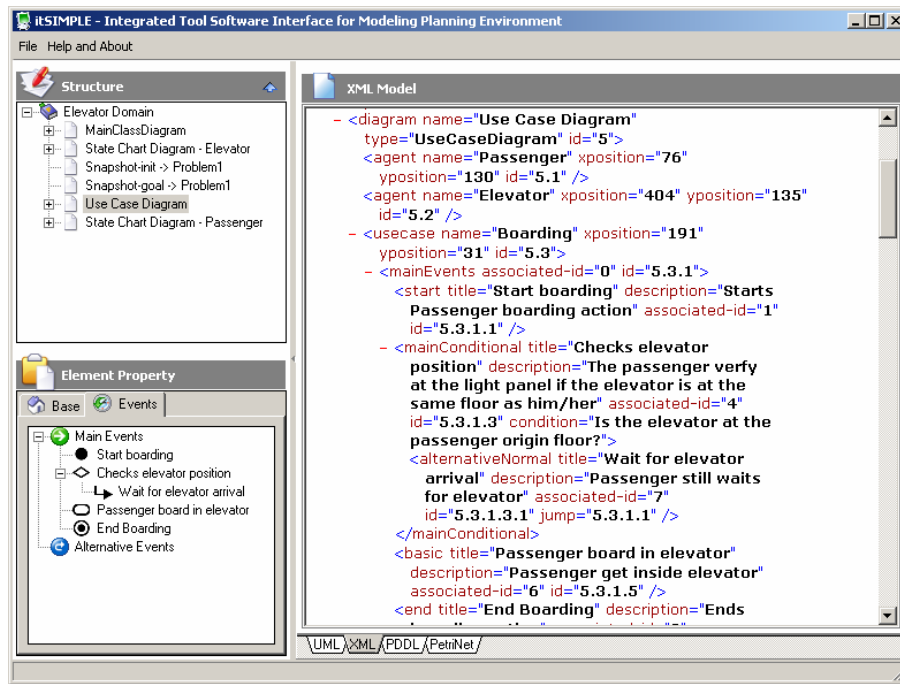 itSIMPLE - Integrated Tool Software Interface for Modeling Planning Environment
File Help and About
Structure
Elevator Domain
MainClassDiagram
State Chart Diagram - Elevator
Snapshot-init -> Problem1
Snapshot-goal -> Problem1
Use Case Diagram
State Chart Diagram - Passenger
Element Property
Base Events
Main Events
Start boarding
Checks elevator position
Wait for elevator arrival
Passenger board in elevator
End Boarding
Alternative Events
XML Model
- <diagram name="Use Case Diagram"
type="UseCaseDiagram" id="5">
<agent name="Passenger" xposition="76"
yposition="130" id="5.1" />
<agent name="Elevator" xposition="404" yposition="135"
id="5.2" />
- <usecase name="Boarding" xposition="191"
yposition="31" id="5.3">
- <mainEvents associated-id="0" id="5.3.1">
<start title="Start boarding" description="Starts
Passenger boarding action" associated-id="1"
id="5.3.1.1" />
- <mainConditional title="Checks elevator
position" description="The passenger verfy
at the light panel if the elevator is at the
same floor as him/her" associated-id="4"
id="5.3.1.3" condition="Is the elevator at the
passenger origin floor?">
<alternativeNormal title="Wait for elevator
arrival" description="Passenger still waits
for elevator" associated-id="7"
id="5.3.1.3.1" jump="5.3.1.1" />
</mainConditional>
<basic title="Passenger board in elevator"
description="Passenger get inside elevator"
associated-id="6" id="5.3.1.5" />
<end title="End Boarding" description="Ends
UML XML PDDL PetriNet